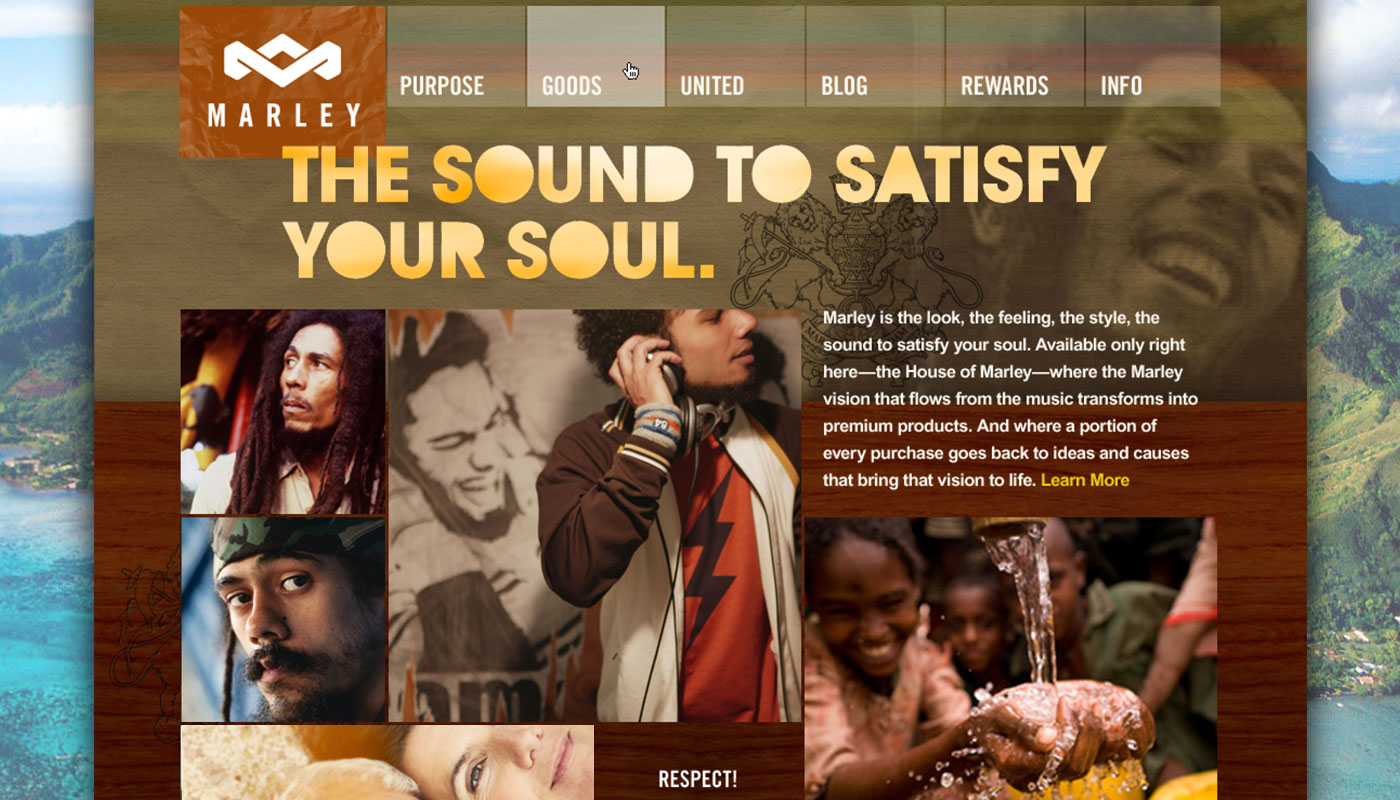 MARLEY
PURPOSE
GOODS
UNITED
BLOG
REWARDS
INFO
THE SOUND TO SATISFY
YOUR SOUL.
Marley is the look, the feeling, the style, the
sound to satisfy your soul. Available only right
here—the House of Marley—where the Marley
vision that flows from the music transforms into
premium products. And where a portion of
every purchase goes back to ideas and causes
that bring that vision to life. Learn More
RESPECT!